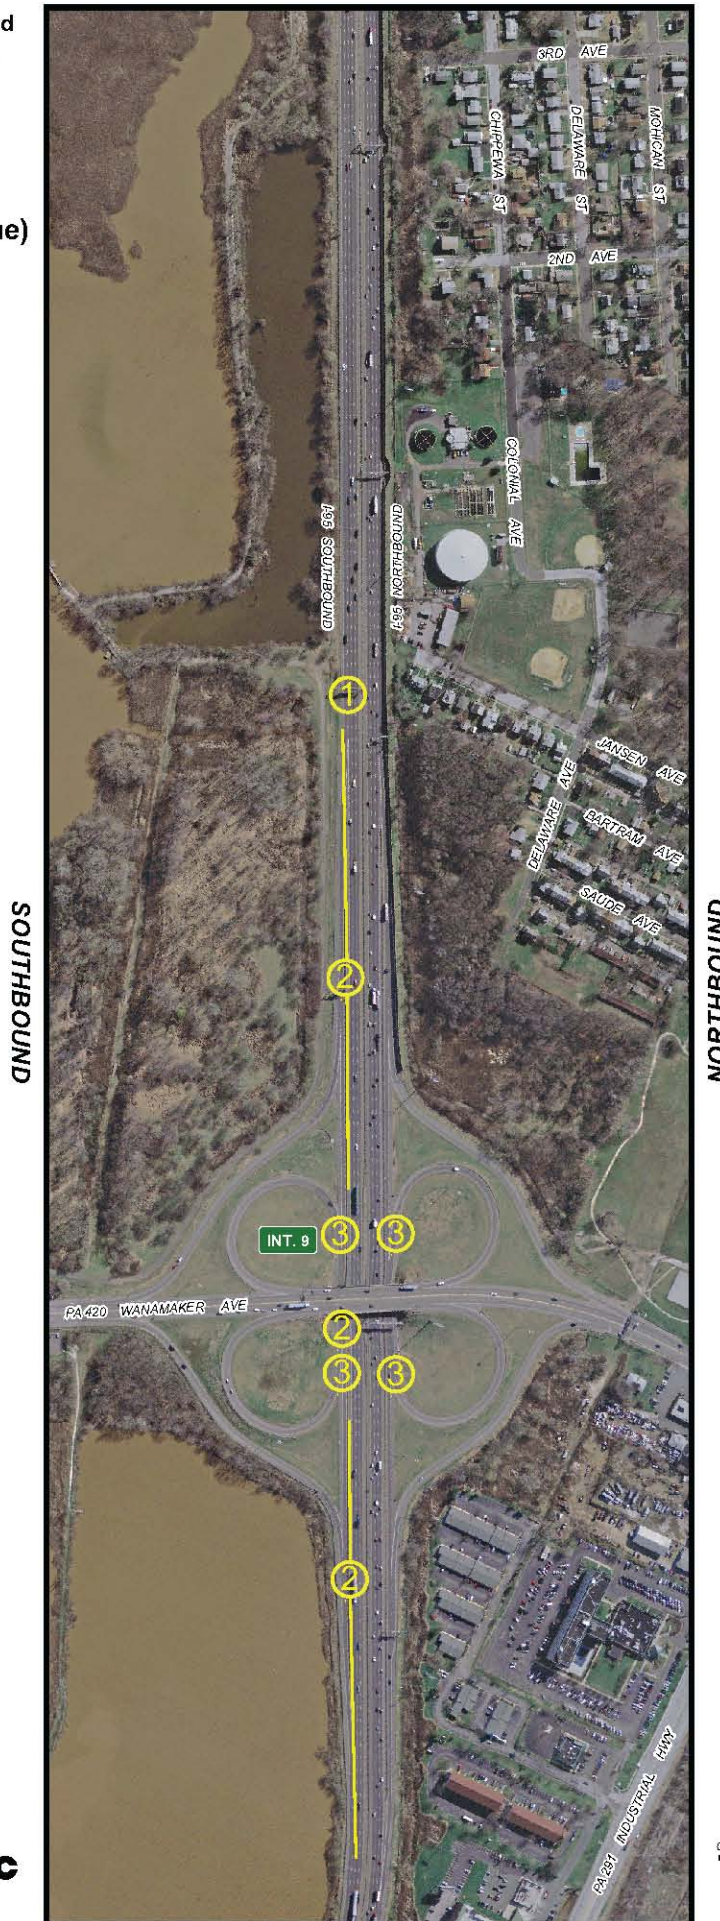 d
3RD AVE
CHIPPEWA ST
DELAWARE ST
MOHICAN ST
ue)
2ND AVE
COLONIAL AVE
I-95 SOUTHBOUND
I-95 NORTHBOUND
1
JANSEN AVE
DELAWARE AVE
BARTRAM AVE
SAUDE AVE
SOUTHBOUND
NORTHBOUND
2
INT. 9
3
3
PA 420 WANAMAKER AVE
2
3
3
2
PA 291 INDUSTRIAL HWY
c